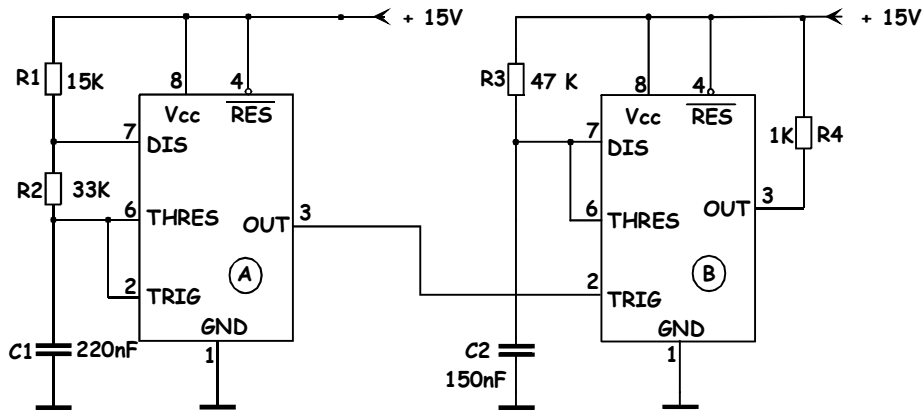 + 15V
R1 15K
8
4
Vcc
RES
7
DIS
R2 33K
6
THRES
OUT
3
A
2
TRIG
GND
1
C1 220nF
+ 15V
R3 47 K
8
4
Vcc
RES
7
DIS
1K R4
6
THRES
OUT
3
B
2
TRIG
GND
1
C2
150nF